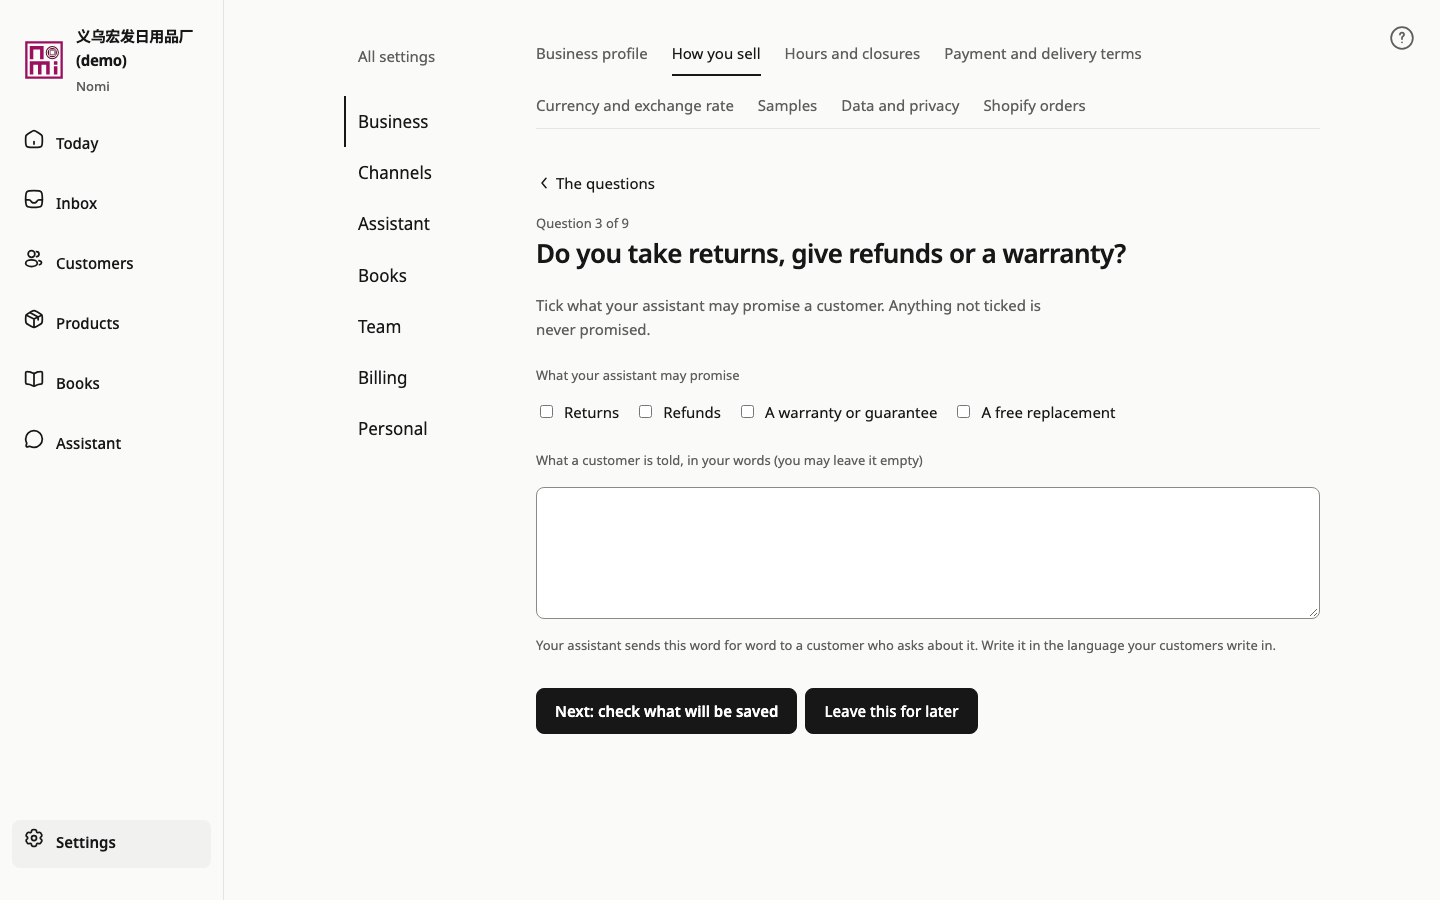 义乌宏发日用品厂
(demo)
Nomi
Today
Inbox
Customers
Products
Books
Assistant
Settings
All settings
Business
Channels
Assistant
Books
Team
Billing
Personal
Business profile How you sell Hours and closures Payment and delivery terms
Currency and exchange rate Samples Data and privacy Shopify orders
The questions
Question 3 of 9
Do you take returns, give refunds or a warranty?
Tick what your assistant may promise a customer. Anything not ticked is
never promised.
What your assistant may promise
Returns Refunds A warranty or guarantee A free replacement
What a customer is told, in your words (you may leave it empty)
Your assistant sends this word for word to a customer who asks about it. Write it in the language your customers write in.
Next: check what will be saved Leave this for later